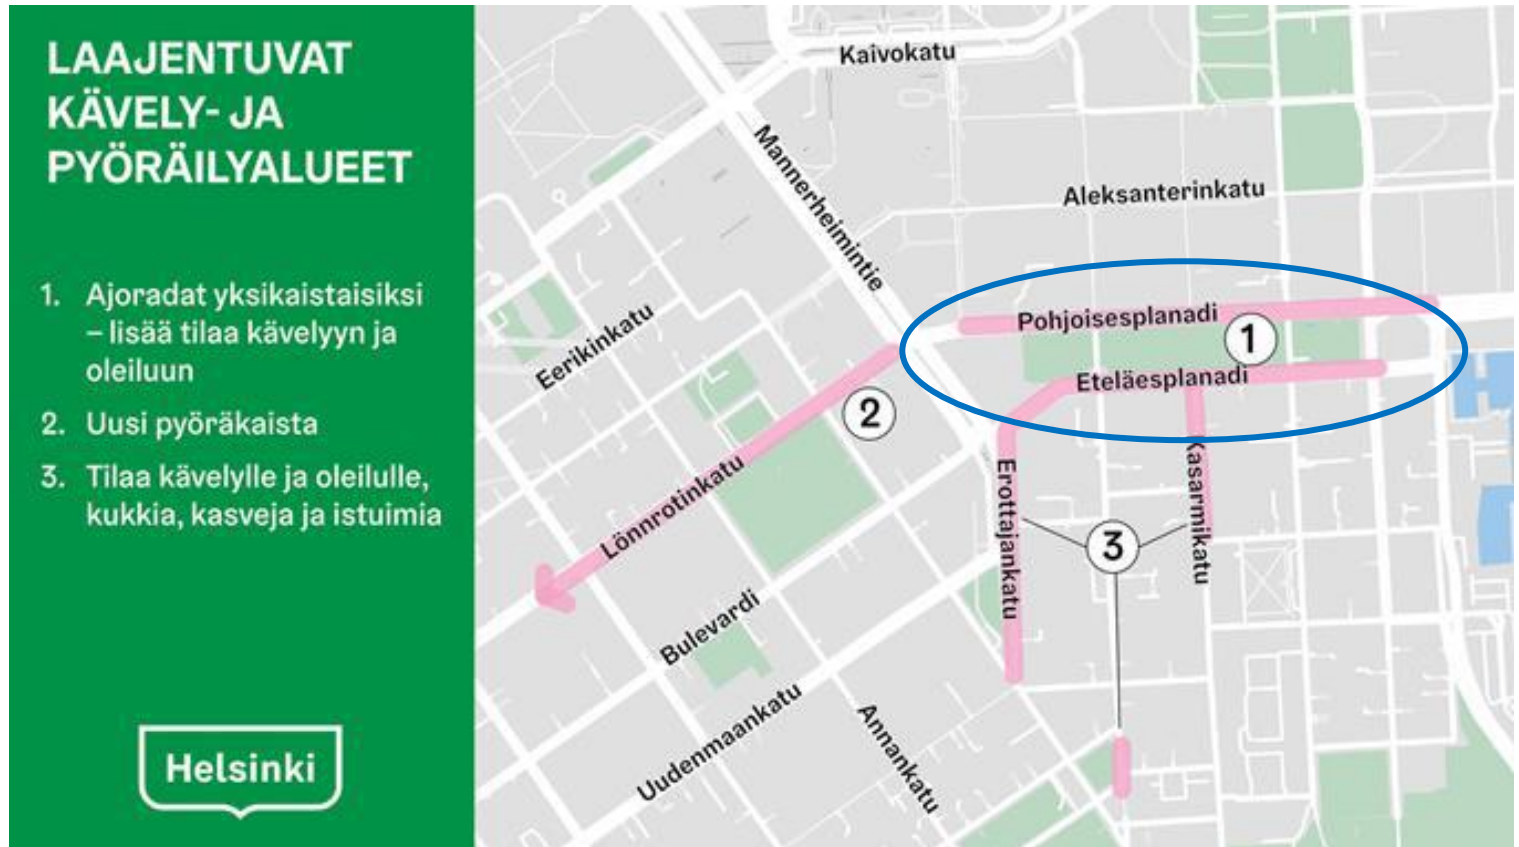 LAAJENTUVAT
KÄVELY- JA
PYÖRÄILYALUEET
1. Ajoradat yksikaistaisiksi
– lisää tilaa kävelyyn ja
oleiluun
2. Uusi pyöräkaista
3. Tilaa kävelylle ja oleilulle,
kukkia, kasveja ja istuimia
Helsinki
Kaivokatu
Mannerheimintie
Aleksanterinkatu
Pohjoisesplanadi
1
Eteläesplanadi
Eerikinkatu
2
Lönnrotinkatu
Erottajankatu
Kasarmikatu
3
Bulevardi
Uudenmaankatu
Annankatu